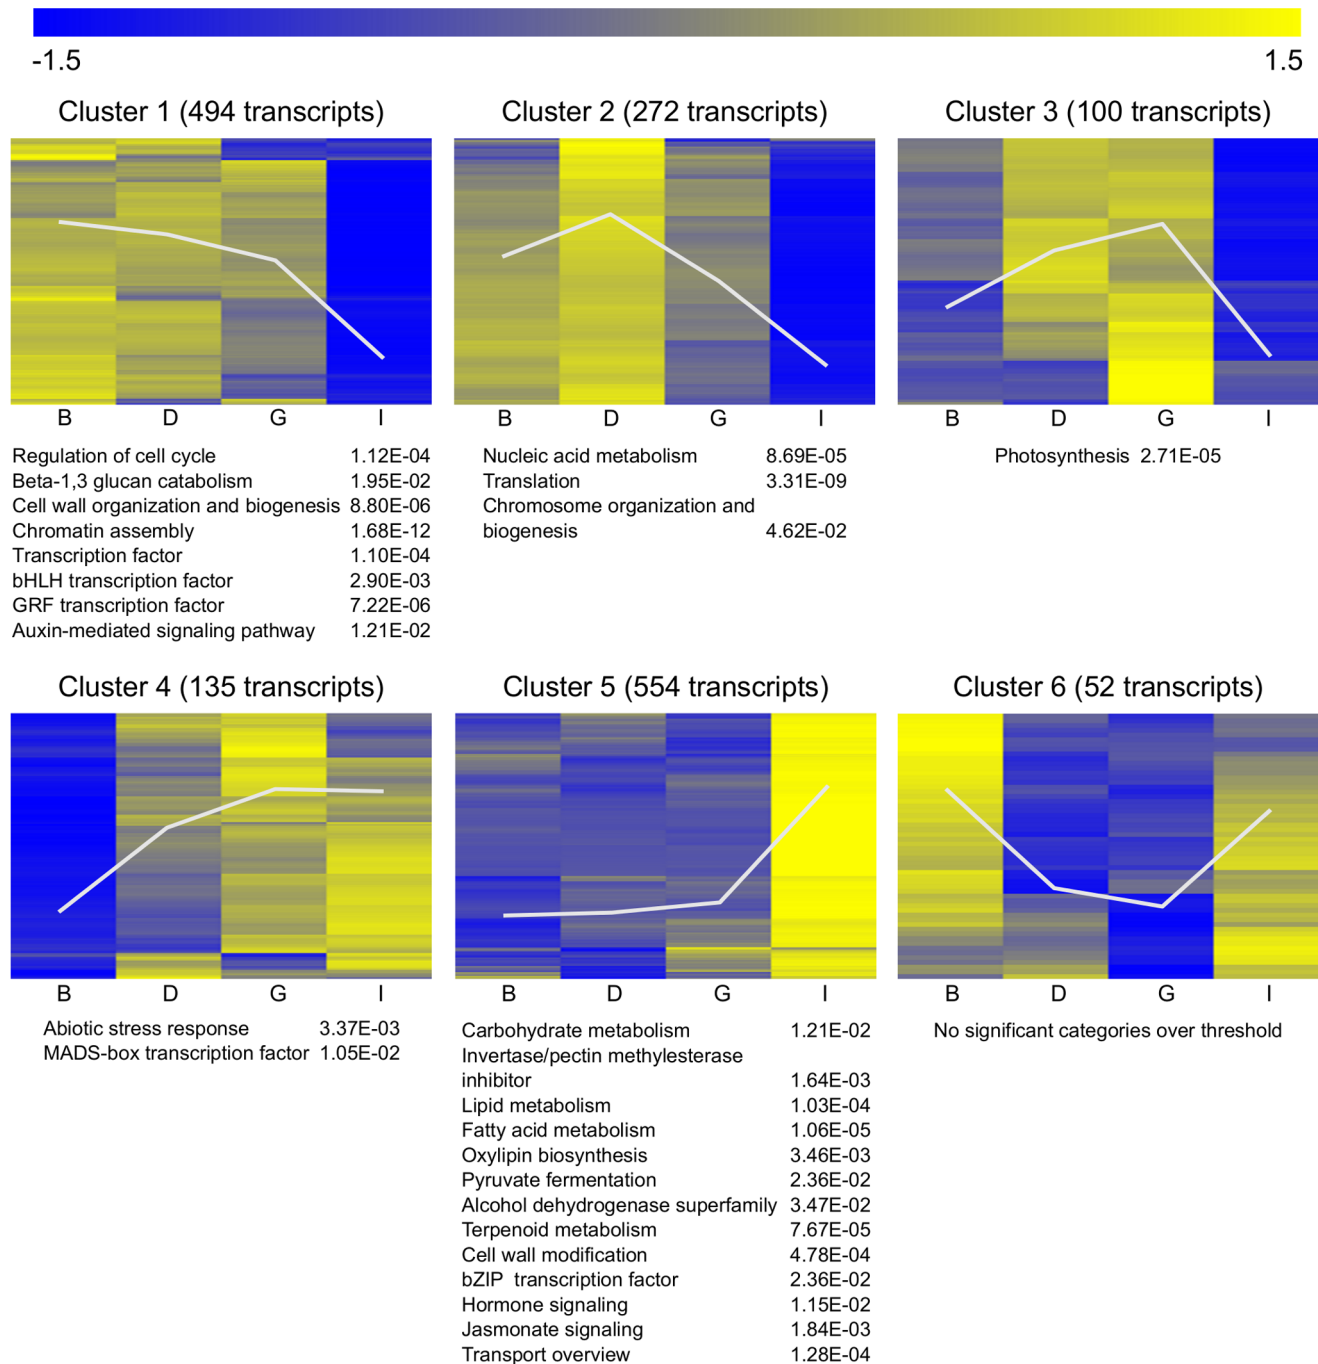 -1.5 1.5
Cluster 1 (494 transcripts)
B D G I
Regulation of cell cycle 1.12E-04
Beta-1,3 glucan catabolism 1.95E-02
Cell wall organization and biogenesis 8.80E-06
Chromatin assembly 1.68E-12
Transcription factor 1.10E-04
bHLH transcription factor 2.90E-03
GRF transcription factor 7.22E-06
Auxin-mediated signaling pathway 1.21E-02
Cluster 2 (272 transcripts)
B D G I
Nucleic acid metabolism 8.69E-05
Translation 3.31E-09
Chromosome organization and
biogenesis 4.62E-02
Cluster 3 (100 transcripts)
B D G I
Photosynthesis 2.71E-05
Cluster 4 (135 transcripts)
B D G I
Abiotic stress response 3.37E-03
MADS-box transcription factor 1.05E-02
Cluster 5 (554 transcripts)
B D G I
Carbohydrate metabolism 1.21E-02
Invertase/pectin methylesterase
inhibitor 1.64E-03
Lipid metabolism 1.03E-04
Fatty acid metabolism 1.06E-05
Oxylipin biosynthesis 3.46E-03
Pyruvate fermentation 2.36E-02
Alcohol dehydrogenase superfamily 3.47E-02
Terpenoid metabolism 7.67E-05
Cell wall modification 4.78E-04
bZIP transcription factor 2.36E-02
Hormone signaling 1.15E-02
Jasmonate signaling 1.84E-03
Transport overview 1.28E-04
Cluster 6 (52 transcripts)
B D G I
No significant categories over threshold